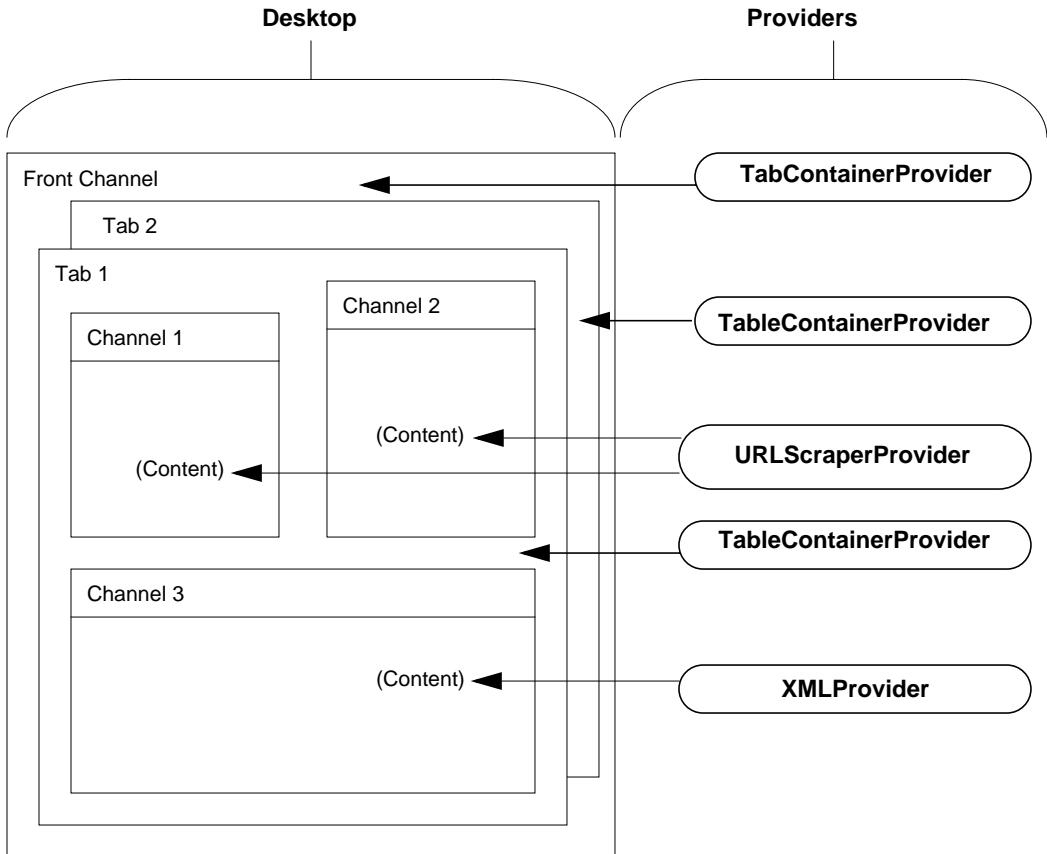 Desktop
Providers
Front Channel
TabContainerProvider
Tab 2
Tab 1
Channel 2
TableContainerProvider
Channel 1
(Content)
URLScraperProvider
(Content)
TableContainerProvider
Channel 3
(Content)
XMLProvider